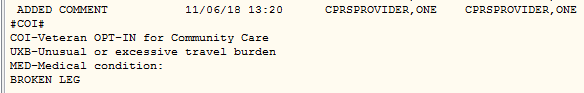 ADDED COMMENT 11/06/18 13:20 CPRSPROVIDER,ONE CPRSPROVIDER,ONE
#COI#
COI-Veteran OPT-IN for Community Care
UXB-Unusual or excessive travel burden
MED-Medical condition:
BROKEN LEG